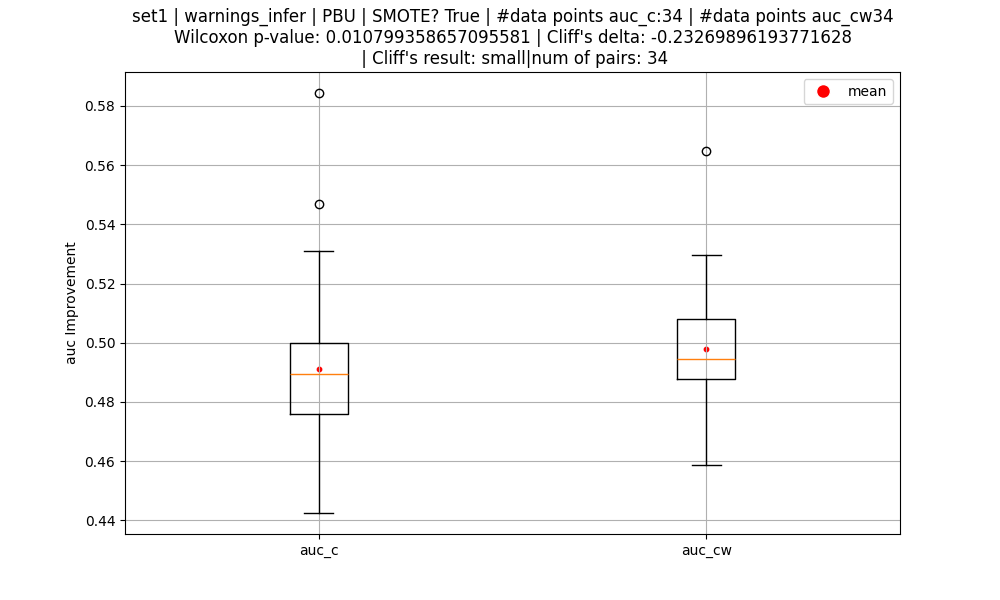 set1 | warnings_infer | PBU | SMOTE? True | #data points auc_c:34 | #data points auc_cw34
Wilcoxon p-value: 0.010799358657095581 | Cliff's delta: -0.23269896193771628
| Cliff's result: small|num of pairs: 34
mean
0.58
0.56
0.54
0.52
0.50
0.48
0.46
0.44
auc Improvement
auc_c
auc_cw